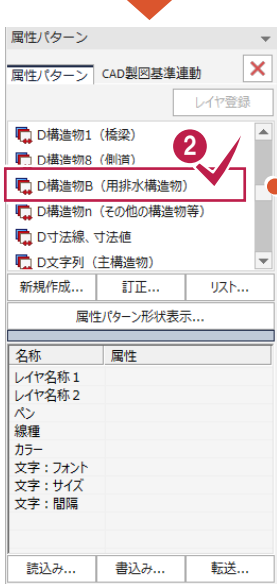 属性パターン
属性パターン CAD製図基準連動
レイヤ登録
D構造物1（橋梁）
D構造物8（側道）
D構造物B（用排水構造物）
2
D構造物n（その他の構造物等）
D寸法線、寸法値
D文字列（主構造物）
新規作成... 訂正... リスト...
属性パターン形状表示...
名称 属性
レイヤ名称1
レイヤ名称2
ペン
線種
カラー
文字：フォント
文字：サイズ
文字：間隔
読込み... 書込み... 転送...